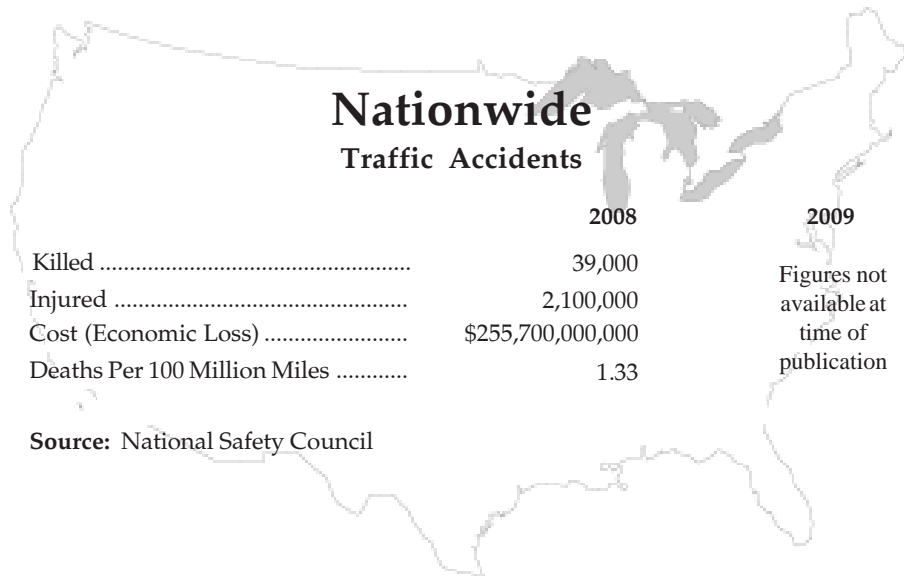 Nationwide
Traffic Accidents
2008 2009
Killed .................................................... 39,000
Injured ................................................. 2,100,000
Cost (Economic Loss) ........................ $255,700,000,000
Deaths Per 100 Million Miles ............ 1.33
Figures not
available at
time of
publication
Source: National Safety Council